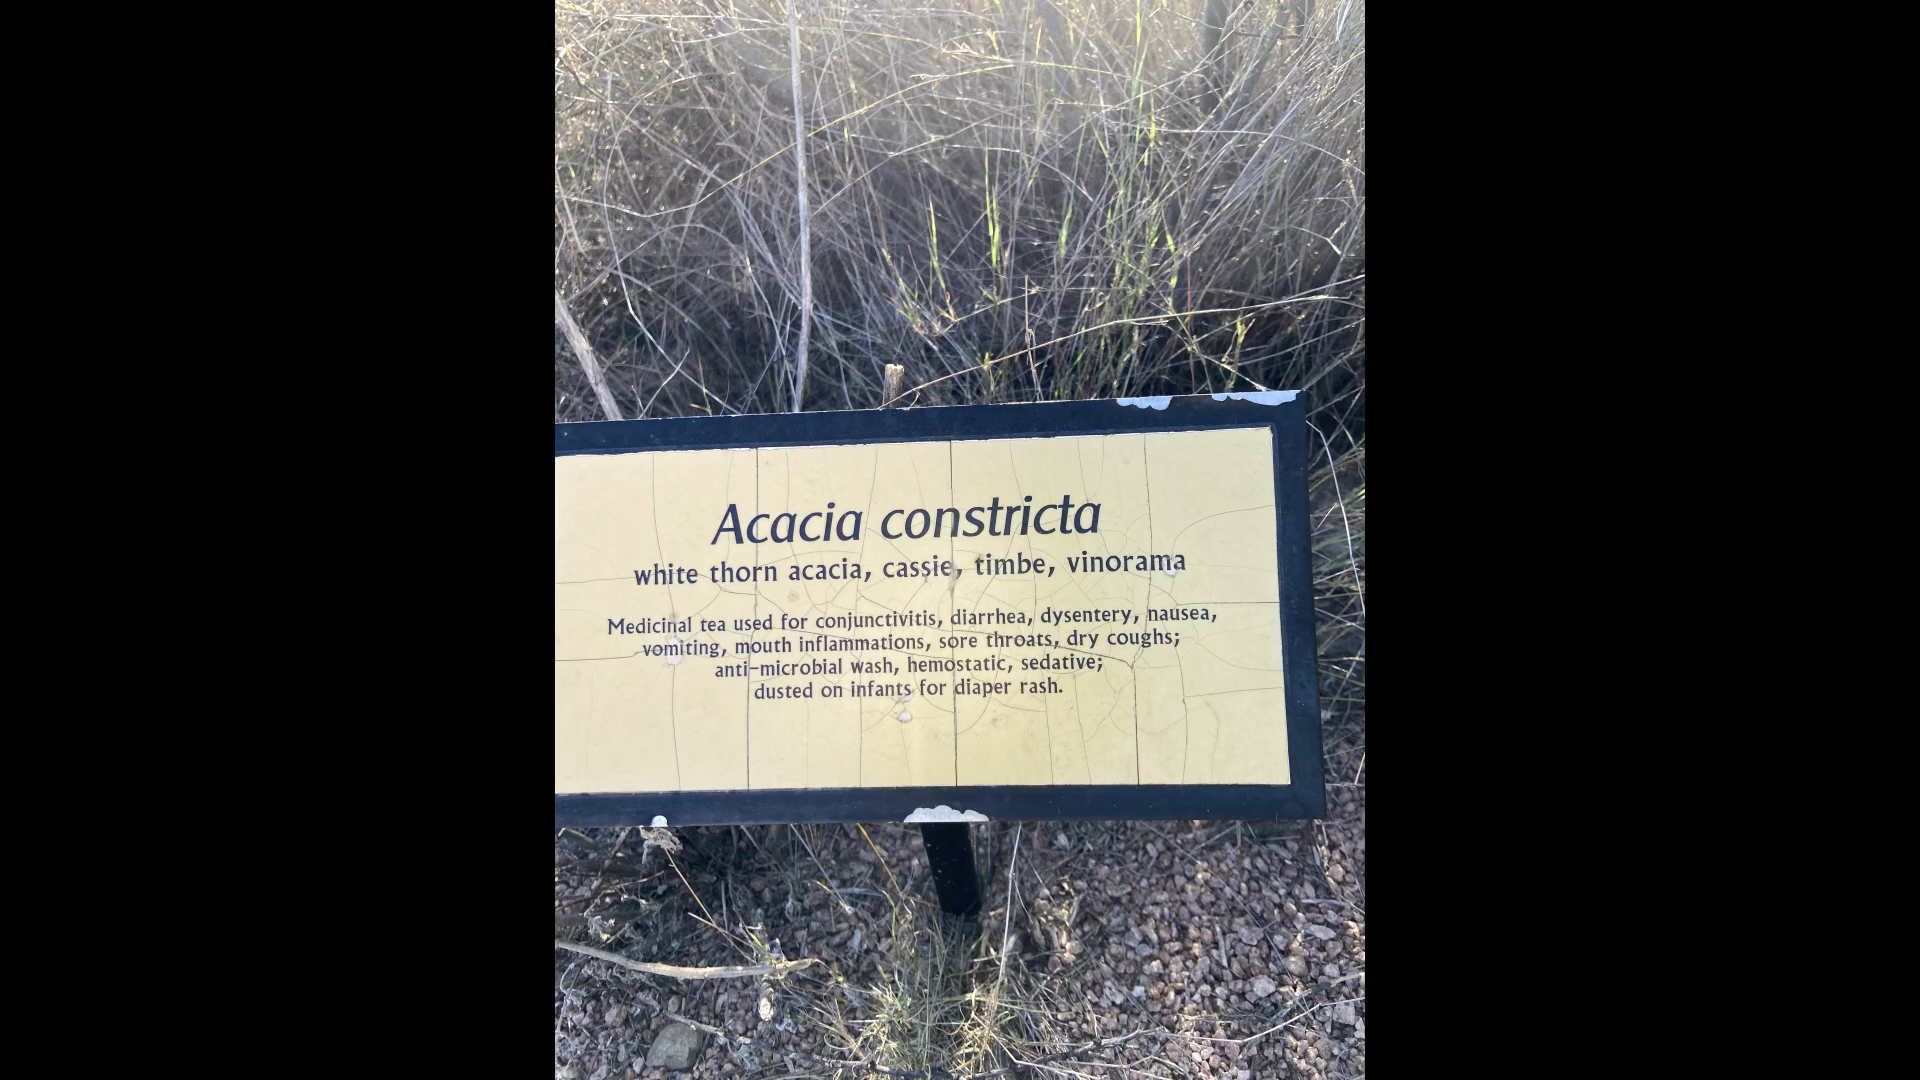 Acacia constricta
white thorn acacia, cassie, timbe, vinorama
Medicinal tea used for conjunctivitis, diarrhea, dysentery, nausea,
vomiting, mouth inflammations, sore throats, dry coughs;
anti-microbial wash, hemostatic, sedative;
dusted on infants for diaper rash.